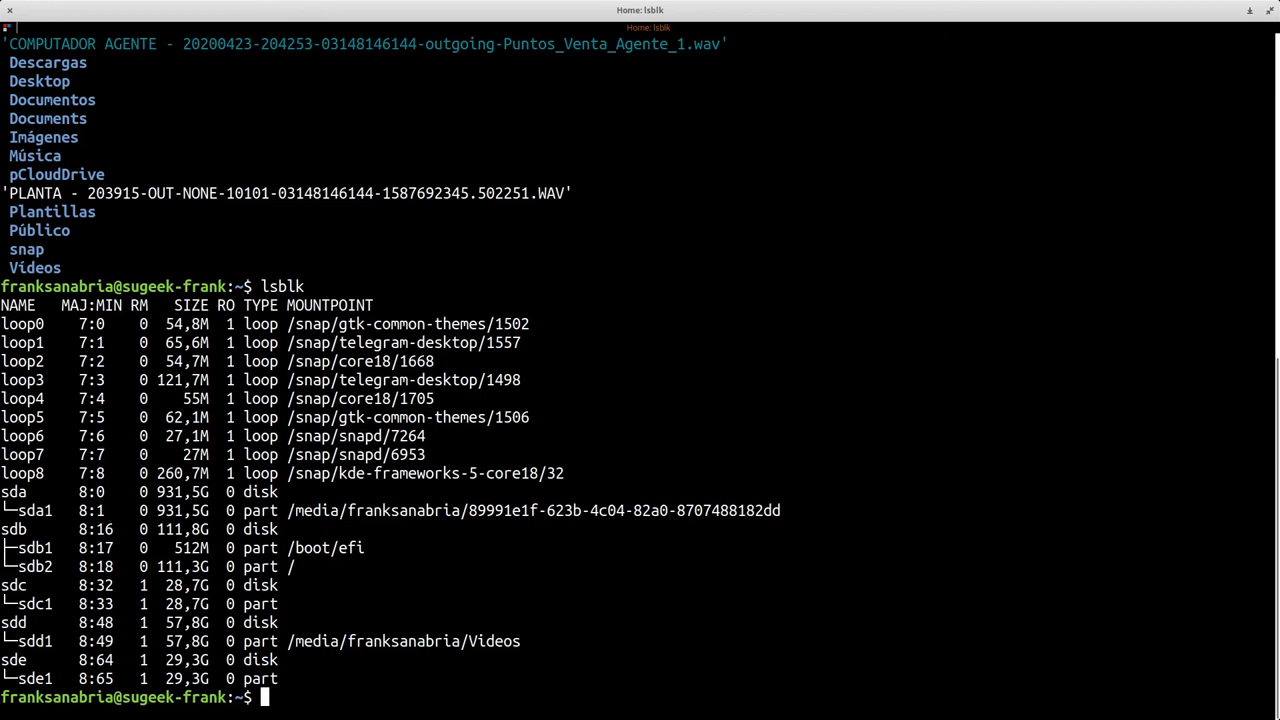 Home: lsblk
Home: lsblk
'COMPUTADOR AGENTE - 20200423-204253-03148146144-outgoing-Puntos_Venta_Agente_1.wav'
Descargas
Desktop
Documentos
Documents
Imágenes
Música
pCloudDrive
'PLANTA - 203915-OUT-NONE-10101-03148146144-1587692345.502251.WAV'
Plantillas
Público
snap
Vídeos
franksanabria@sugeek-frank:~$ lsblk
NAME   MAJ:MIN RM   SIZE RO TYPE MOUNTPOINT
loop0    7:0    0  54,8M  1 loop /snap/gtk-common-themes/1502
loop1    7:1    0  65,6M  1 loop /snap/telegram-desktop/1557
loop2    7:2    0  54,7M  1 loop /snap/core18/1668
loop3    7:3    0 121,7M  1 loop /snap/telegram-desktop/1498
loop4    7:4    0    55M  1 loop /snap/core18/1705
loop5    7:5    0  62,1M  1 loop /snap/gtk-common-themes/1506
loop6    7:6    0  27,1M  1 loop /snap/snapd/7264
loop7    7:7    0    27M  1 loop /snap/snapd/6953
loop8    7:8    0 260,7M  1 loop /snap/kde-frameworks-5-core18/32
sda      8:0    0 931,5G  0 disk
└─sda1   8:1    0 931,5G  0 part /media/franksanabria/89991e1f-623b-4c04-82a0-8707488182dd
sdb      8:16   0 111,8G  0 disk
├─sdb1   8:17   0   512M  0 part /boot/efi
└─sdb2   8:18   0 111,3G  0 part /
sdc      8:32   1  28,7G  0 disk
└─sdc1   8:33   1  28,7G  0 part
sdd      8:48   1  57,8G  0 disk
└─sdd1   8:49   1  57,8G  0 part /media/franksanabria/Videos
sde      8:64   1  29,3G  0 disk
└─sde1   8:65   1  29,3G  0 part
franksanabria@sugeek-frank:~$